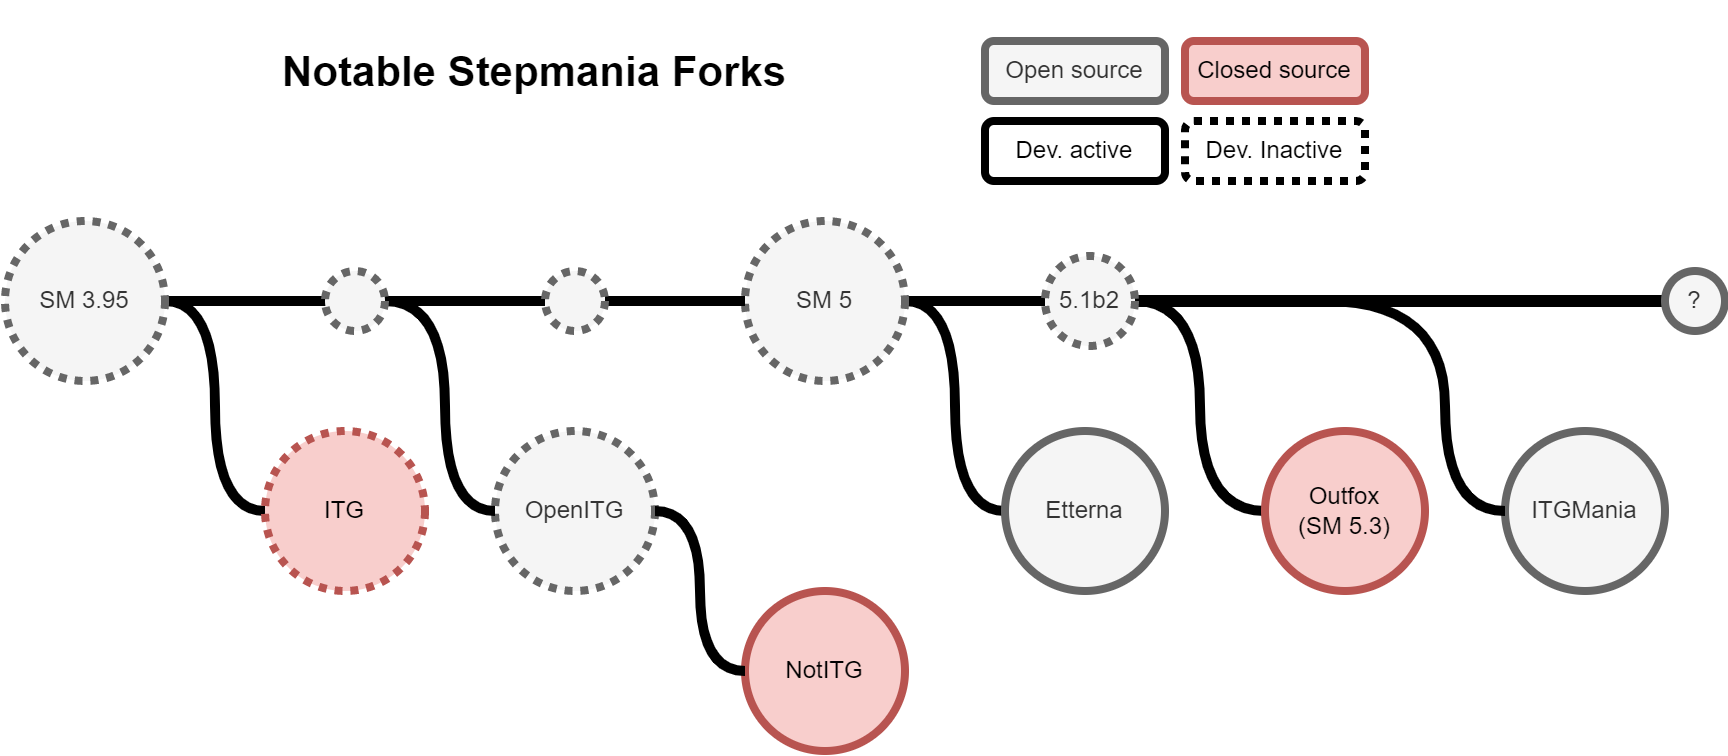 Notable Stepmania Forks
Open source
Closed source
Dev. active
Dev. Inactive
SM 3.95
SM 5
5.1b2
?
ITG
OpenITG
Etterna
Outfox
(SM 5.3)
ITGMania
NotITG